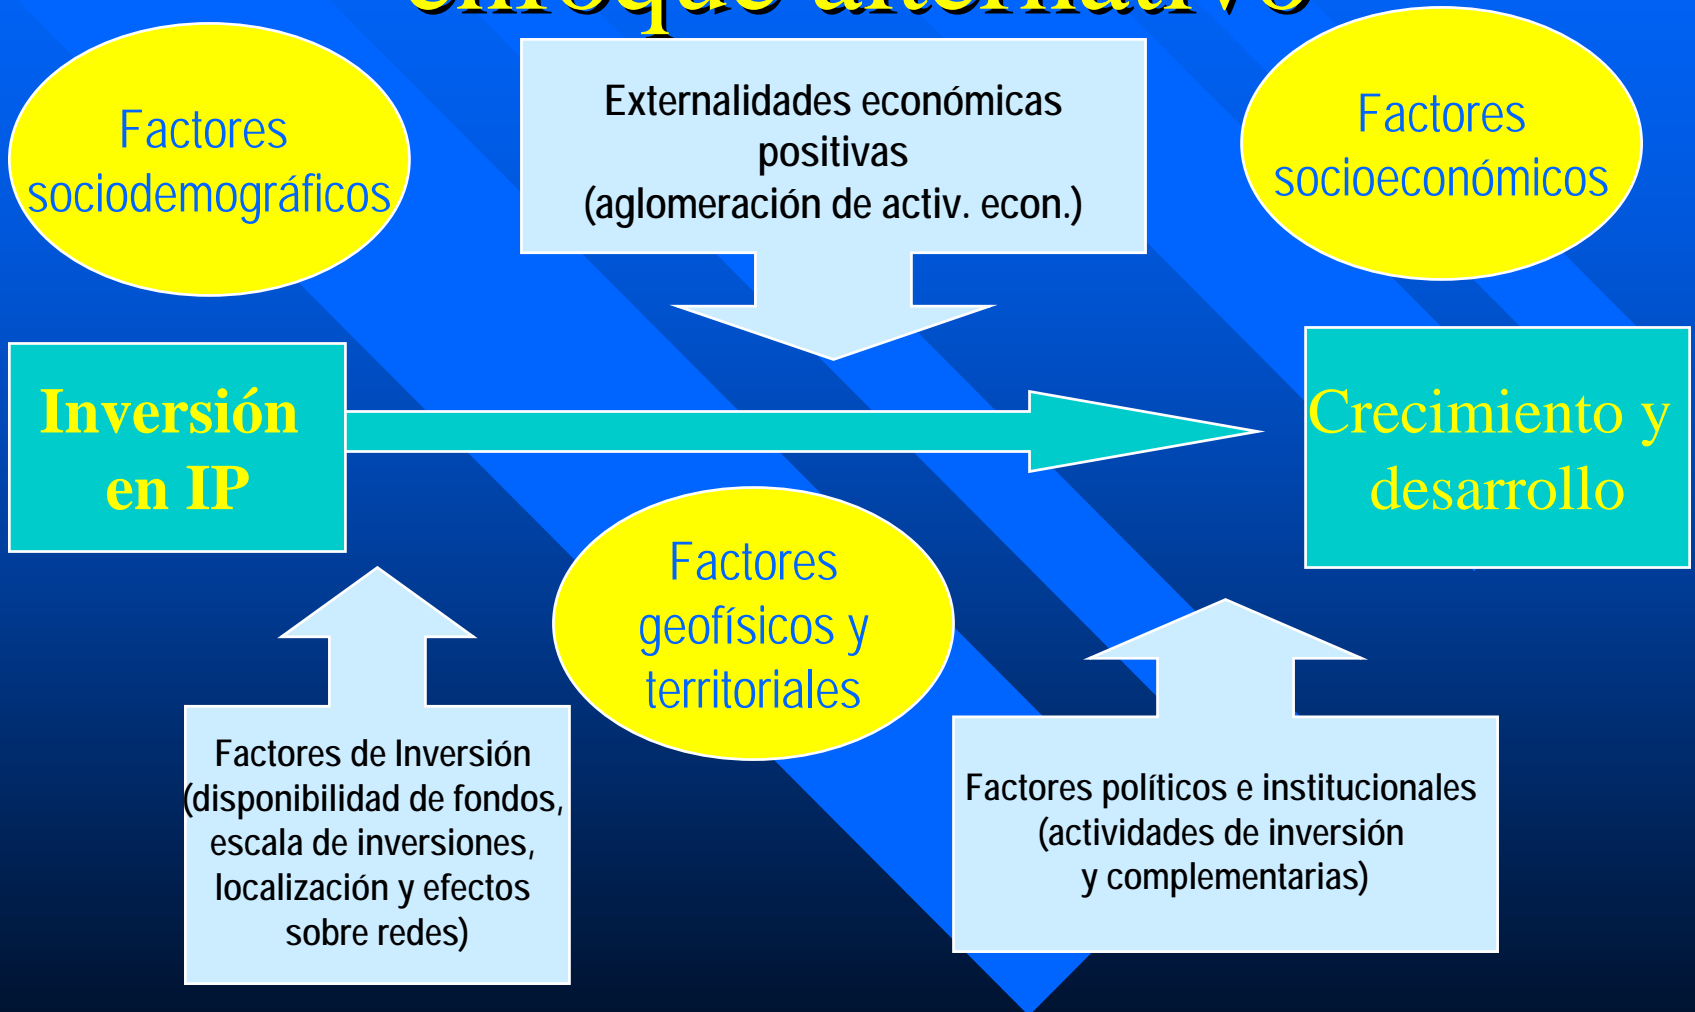 enfoque alternativo
Factores
sociodemográficos
Externalidades económicas
positivas
(aglomeración de activ. econ.)
Factores
socioeconómicos
Inversión
en IP
Crecimiento y
desarrollo
Factores
geofísicos y
territoriales
Factores de Inversión
(disponibilidad de fondos,
escala de inversiones,
localización y efectos
sobre redes)
Factores políticos e institucionales
(actividades de inversión
y complementarias)